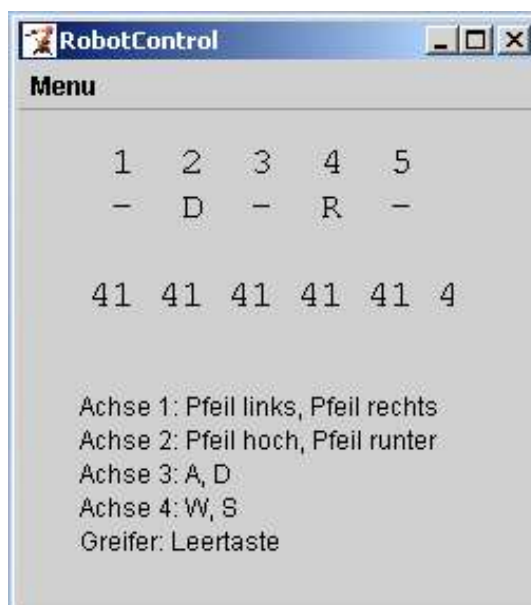 RobotControl
Menu
1 2 3 4 5
- D - R -
41 41 41 41 41 4
Achse 1: Pfeil links, Pfeil rechts
Achse 2: Pfeil hoch, Pfeil runter
Achse 3: A, D
Achse 4: W, S
Greifer: Leertaste